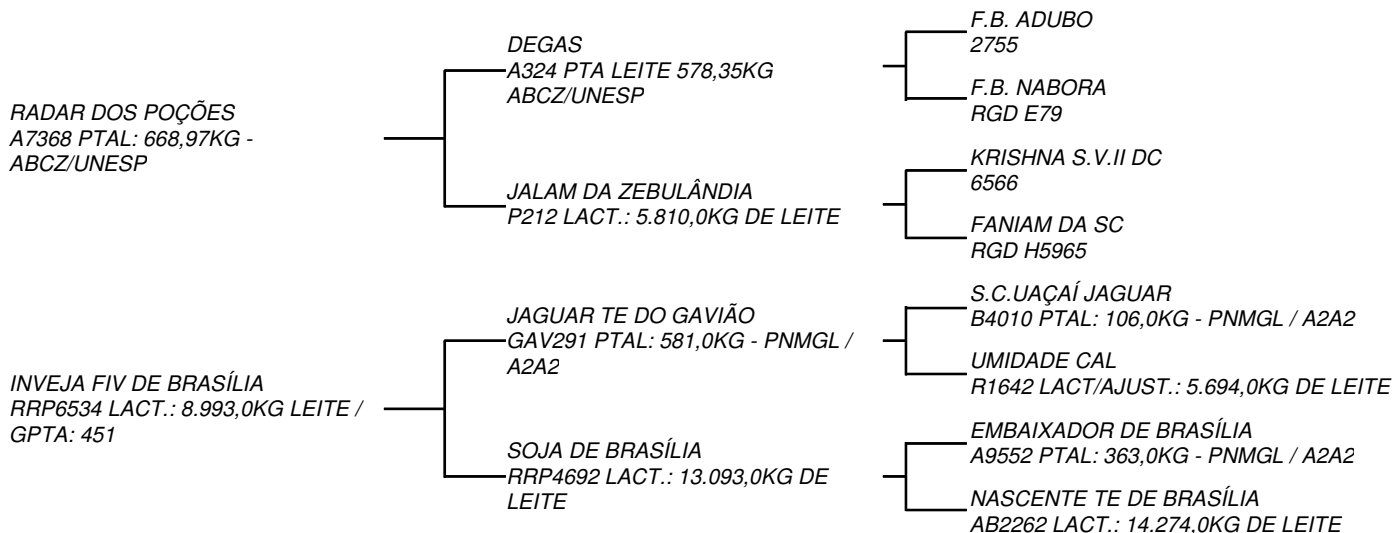 RADAR DOS POÇÕES
A7368 PTAL: 668,97KG -
ABCZ/UNESP
DEGAS
A324 PTA LEITE 578,35KG
ABCZ/UNESP
F.B. ADUBO
2755
F.B. NABORA
RGD E79
JALAM DA ZEBULÂNDIA
P212 LACT.: 5.810,0KG DE LEITE
KRISHNA S.V.II DC
6566
FANIAM DA SC
RGD H5965
INVEJA FIV DE BRASÍLIA
RRP6534 LACT.: 8.993,0KG LEITE /
GPTA: 451
JAGUAR TE DO GAVIÃO
GAV291 PTAL: 581,0KG - PNMGL /
A2A2
S.C.UAÇAÍ JAGUAR
B4010 PTAL: 106,0KG - PNMGL / A2A2
UMIDADE CAL
R1642 LACT/AJUST.: 5.694,0KG DE LEITE
SOJA DE BRASÍLIA
RRP4692 LACT.: 13.093,0KG DE
LEITE
EMBAIXADOR DE BRASÍLIA
A9552 PTAL: 363,0KG - PNMGL / A2A2
NASCENTE TE DE BRASÍLIA
AB2262 LACT.: 14.274,0KG DE LEITE